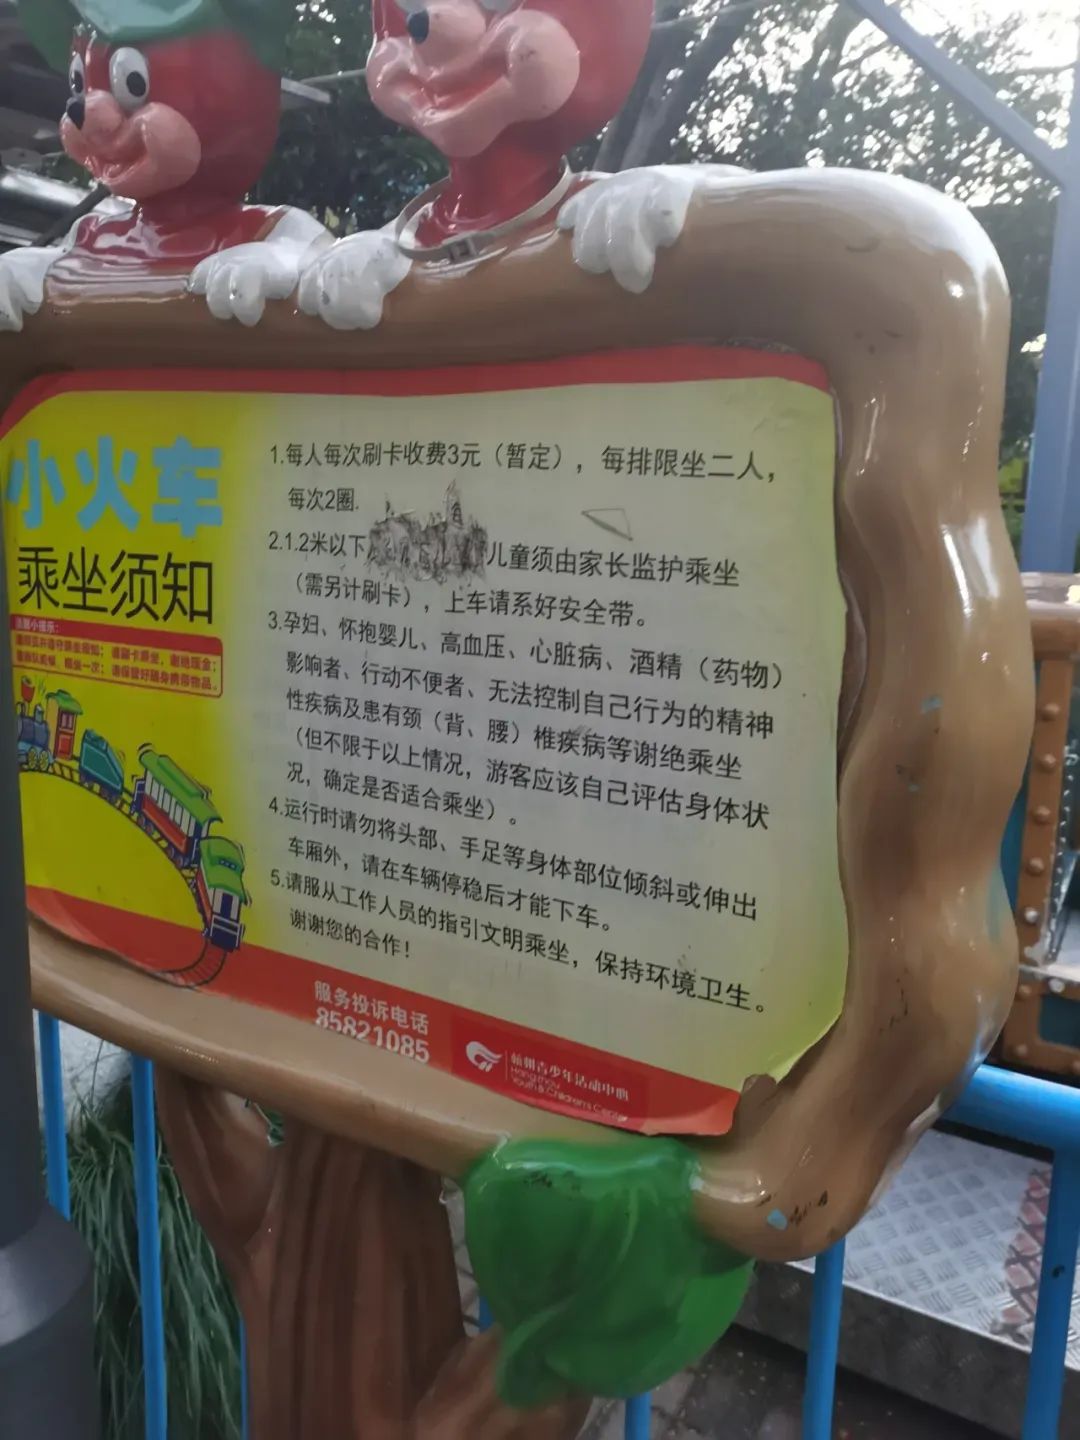 小火车
乘坐须知
1.每人每次刷卡收费3元（暂定），每排限坐二人，
每次2圈.
2.1.2米以下
儿童须由家长监护乘坐
（需另计刷卡），上车请系好安全带。
3.孕妇、怀抱婴儿、高血压、心脏病、酒精（药物）
影响者、行动不便者、无法控制自己行为的精神
性疾病及患有颈（背、腰）椎疾病等谢绝乘坐
（但不限于以上情况，游客应该自己评估身体状
况，确定是否适合乘坐）。
4.运行时请勿将头部、手足等身体部位倾斜或伸出
车厢外，请在车辆停稳后才能下车。
5.请服从工作人员的指引文明乘坐，保持环境卫生。
谢谢您的合作！
服务投诉电话
85821085
杭州青少年活动中心
Hangzhou
Youth & Children's Center